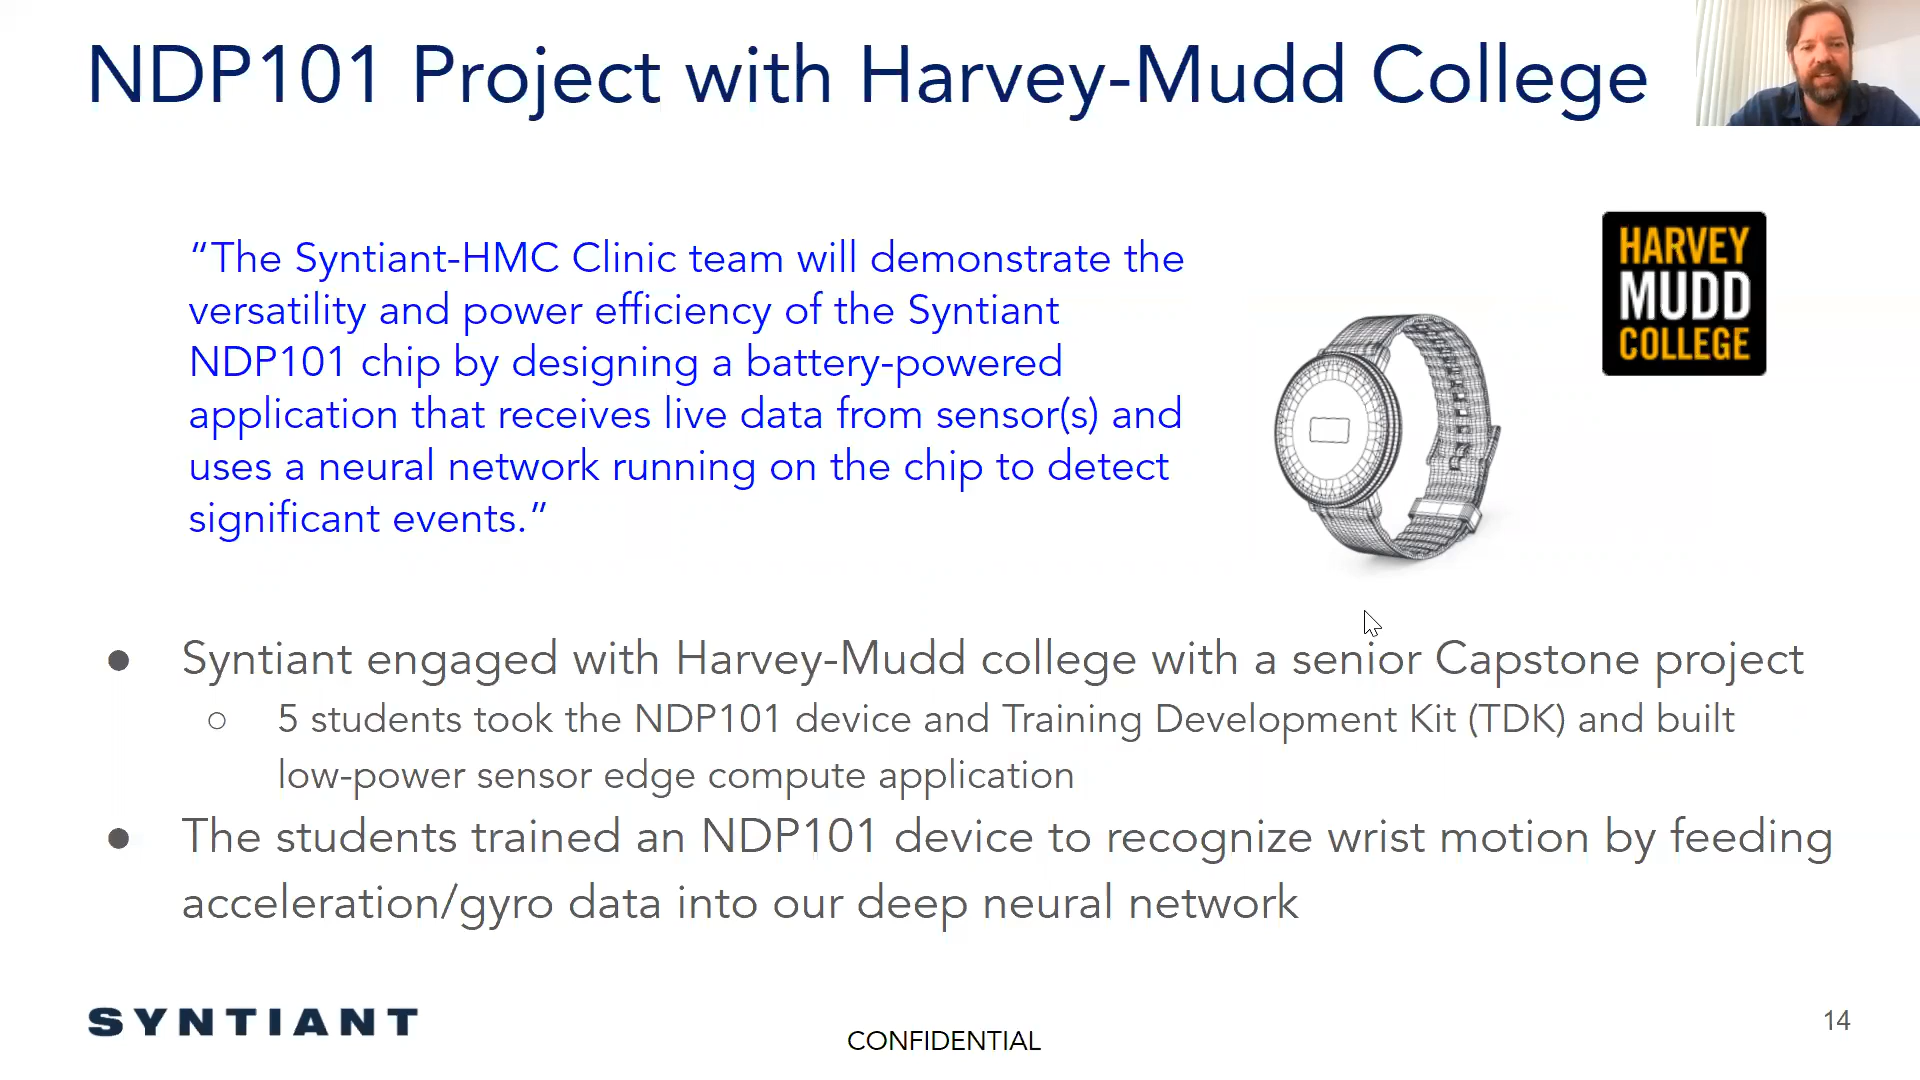 NDP101 Project with Harvey-Mudd College
“The Syntiant-HMC Clinic team will demonstrate the
versatility and power efficiency of the Syntiant
NDP101 chip by designing a battery-powered
application that receives live data from sensor(s) and
uses a neural network running on the chip to detect
significant events.”
HARVEY
MUDD
COLLEGE
● Syntiant engaged with Harvey-Mudd college with a senior Capstone project
○ 5 students took the NDP101 device and Training Development Kit (TDK) and built
low-power sensor edge compute application
● The students trained an NDP101 device to recognize wrist motion by feeding
acceleration/gyro data into our deep neural network
SYNTIANT
CONFIDENTIAL
14